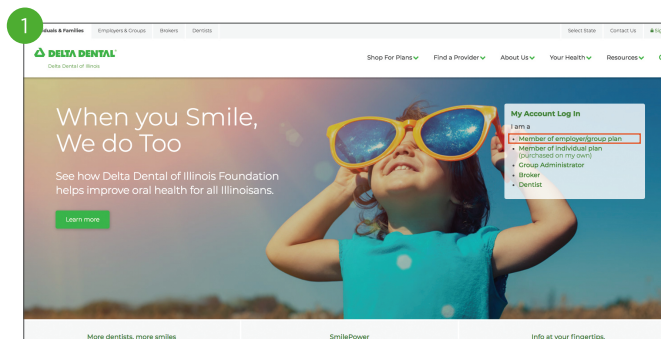 1
Individuals & Families Employers & Groups Brokers Dentists Select State Contact Us
DELTA DENTAL®
Delta Dental of Illinois
Shop For Plans Find a Provider About Us Your Health Resources
When you Smile,
We do Too
See how Delta Dental of Illinois Foundation
helps improve oral health for all Illinoisans.
Learn more
My Account Log In
I am a
• Member of employer/group plan
• Member of individual plan
(purchased on my own)
• Group Administrator
• Broker
• Dentist
More dentists, more smiles SmilePower Info at your fingertips.